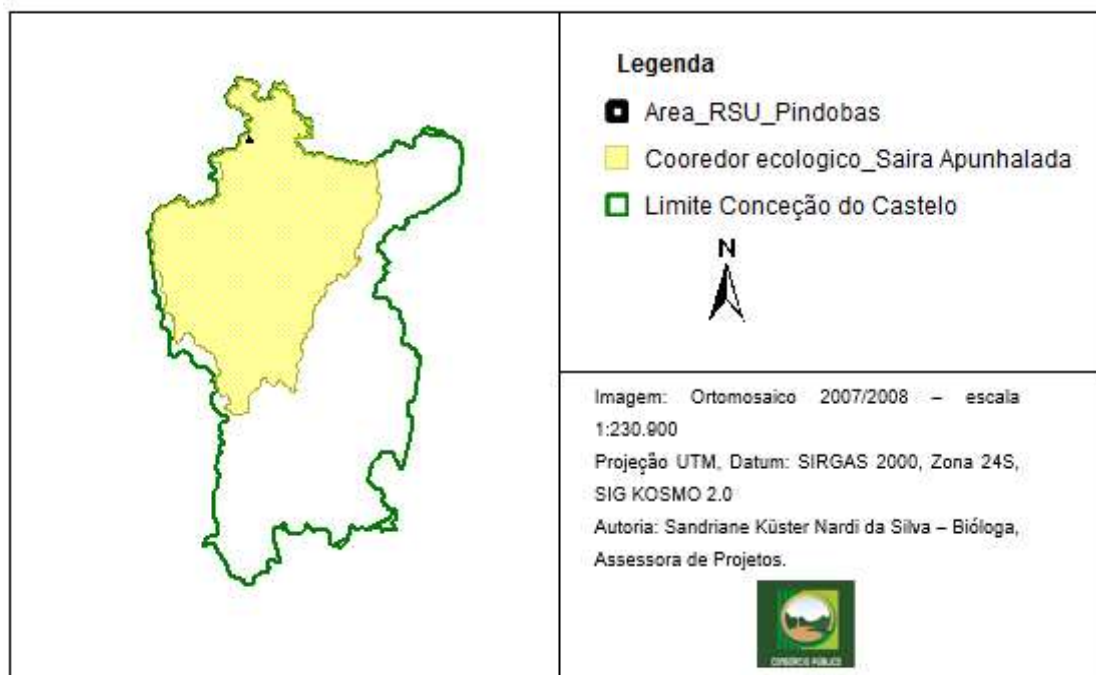 Legenda
Area_RSU_Pindobas
Cooredor ecologico_Saira Apunhalada
Limite Conceção do Castelo
N
Imagem: Ortomosaico 2007/2008 – escala
1:230.900
Projeção UTM, Datum: SIRGAS 2000, Zona 24S,
SIG KOSMO 2.0
Autoria: Sandriane Küster Nardi da Silva – Bióloga,
Assessora de Projetos.
CONSÓRCIO PÚBLICO